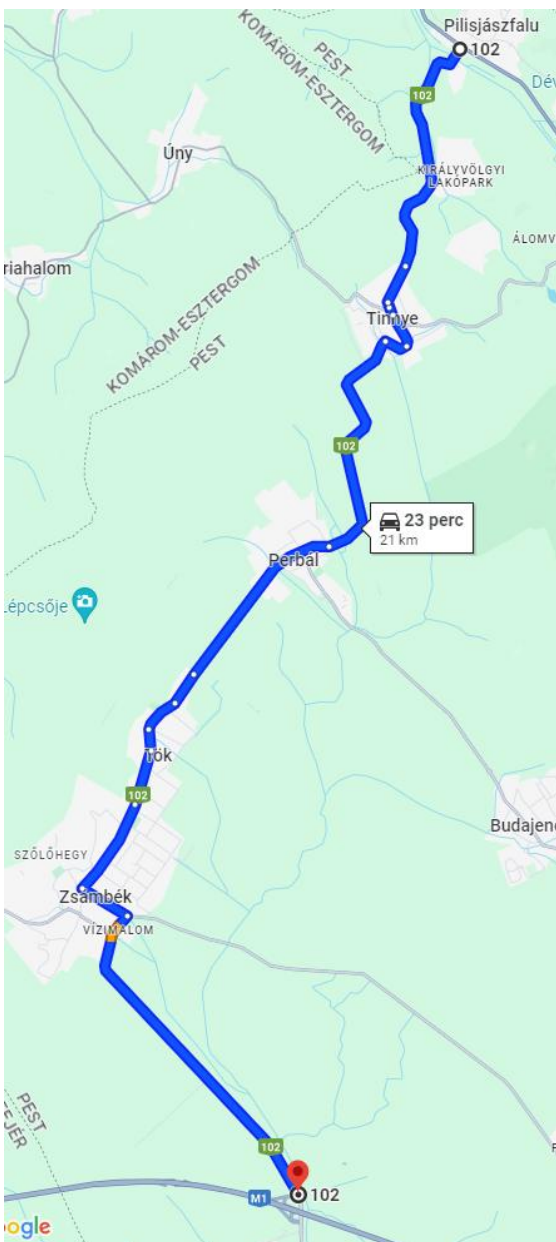 Pilisjászfalu
102
PEST
KOMÁROM-ESZTERGOM
Dév
102
Úny
KIRÁLYVÖLGYI
LAKÓPARK
ÁLOMV
riahalom
KOMÁROM-ESZTERGOM
PEST
Tinnye
102
23 perc
21 km
Perbál
Lépcsője
Tök
102
Budajenő
SZŐLŐHEGY
Zsámbék
VÍZIMALOM
PEST
FEJÉR
102
M1
102
ogle